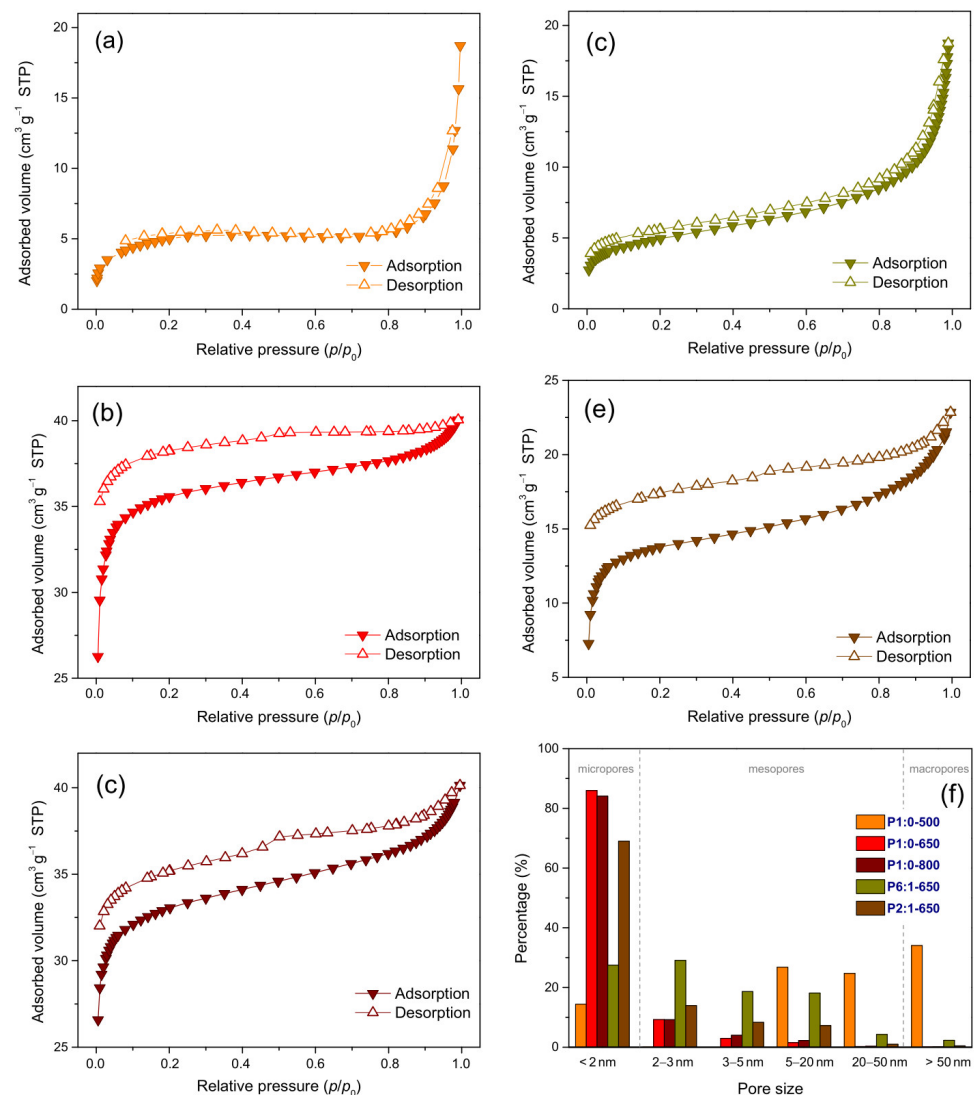 (a)
20
15
10
5
0
Adsorbed volume (cm³ g⁻¹ STP)
Adsorption
Desorption
0.0 0.2 0.4 0.6 0.8 1.0
Relative pressure (p/p₀)
(c)
20
15
10
5
0
Adsorbed volume (cm³ g⁻¹ STP)
Adsorption
Desorption
0.0 0.2 0.4 0.6 0.8 1.0
Relative pressure (p/p₀)
(b)
40
35
30
25
Adsorbed volume (cm³ g⁻¹ STP)
Adsorption
Desorption
0.0 0.2 0.4 0.6 0.8 1.0
Relative pressure (p/p₀)
(e)
25
20
15
10
5
Adsorbed volume (cm³ g⁻¹ STP)
Adsorption
Desorption
0.0 0.2 0.4 0.6 0.8 1.0
Relative pressure (p/p₀)
(c)
40
35
30
25
Adsorbed volume (cm³ g⁻¹ STP)
Adsorption
Desorption
0.0 0.2 0.4 0.6 0.8 1.0
Relative pressure (p/p₀)
micropores mesopores macropores
(f)
100
80
60
40
20
0
Percentage (%)
P1:0-500
P1:0-650
P1:0-800
P6:1-650
P2:1-650
< 2 nm 2–3 nm 3–5 nm 5–20 nm 20–50 nm > 50 nm
Pore size